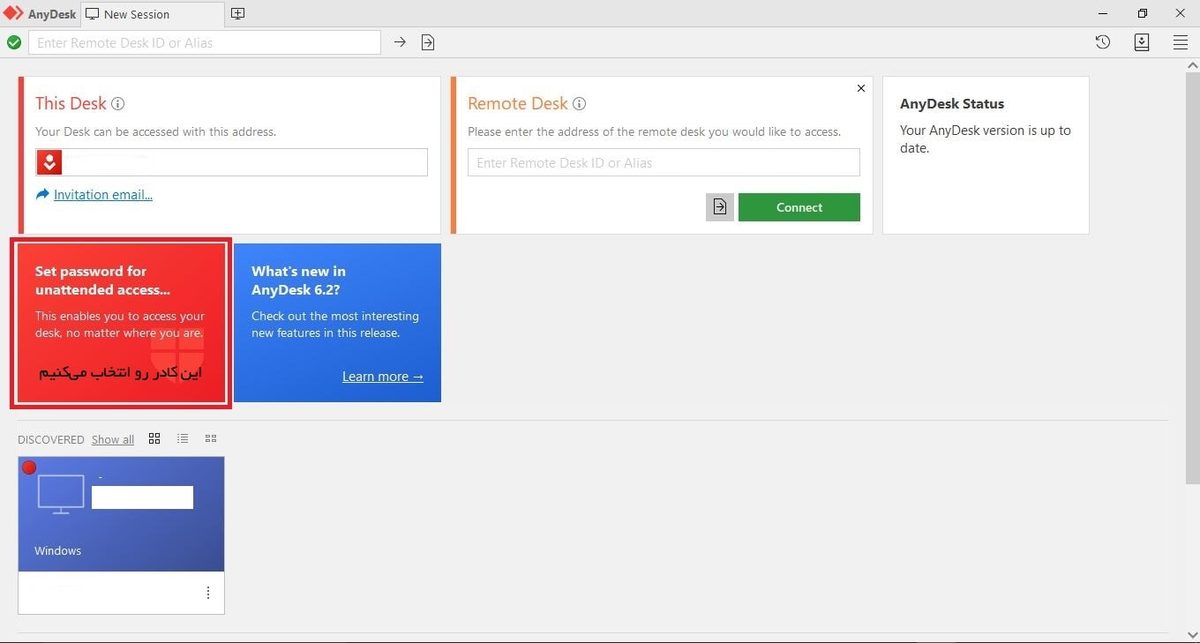 AnyDesk
New Session
Enter Remote Desk ID or Alias
This Desk
Your Desk can be accessed with this address.
Invitation email...
Remote Desk
Please enter the address of the remote desk you would like to access.
Enter Remote Desk ID or Alias
Connect
AnyDesk Status
Your AnyDesk version is up to
date.
Set password for
unattended access...
This enables you to access your
desk, no matter where you are.
این کادر رو انتخاب می‌کنیم
What's new in
AnyDesk 6.2?
Check out the most interesting
new features in this release.
Learn more →
DISCOVERED Show all
-
Windows